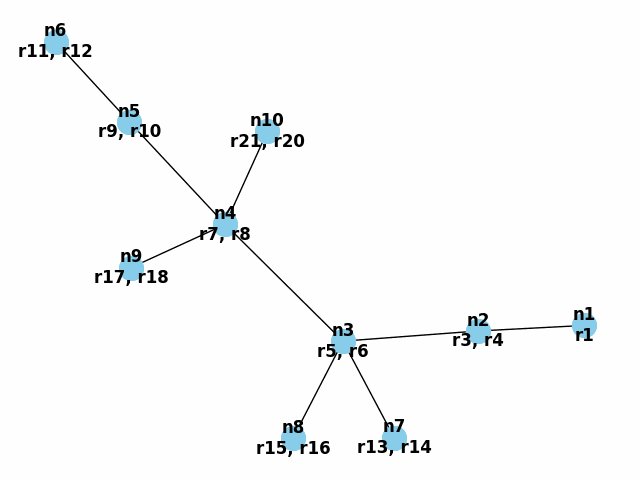 n6
r11, r12
n5
r9, r10
n10
r21, r20
n4
r7, r8
n9
r17, r18
n3
r5, r6
n2
r3, r4
n1
r1
n8
r15, r16
n7
r13, r14